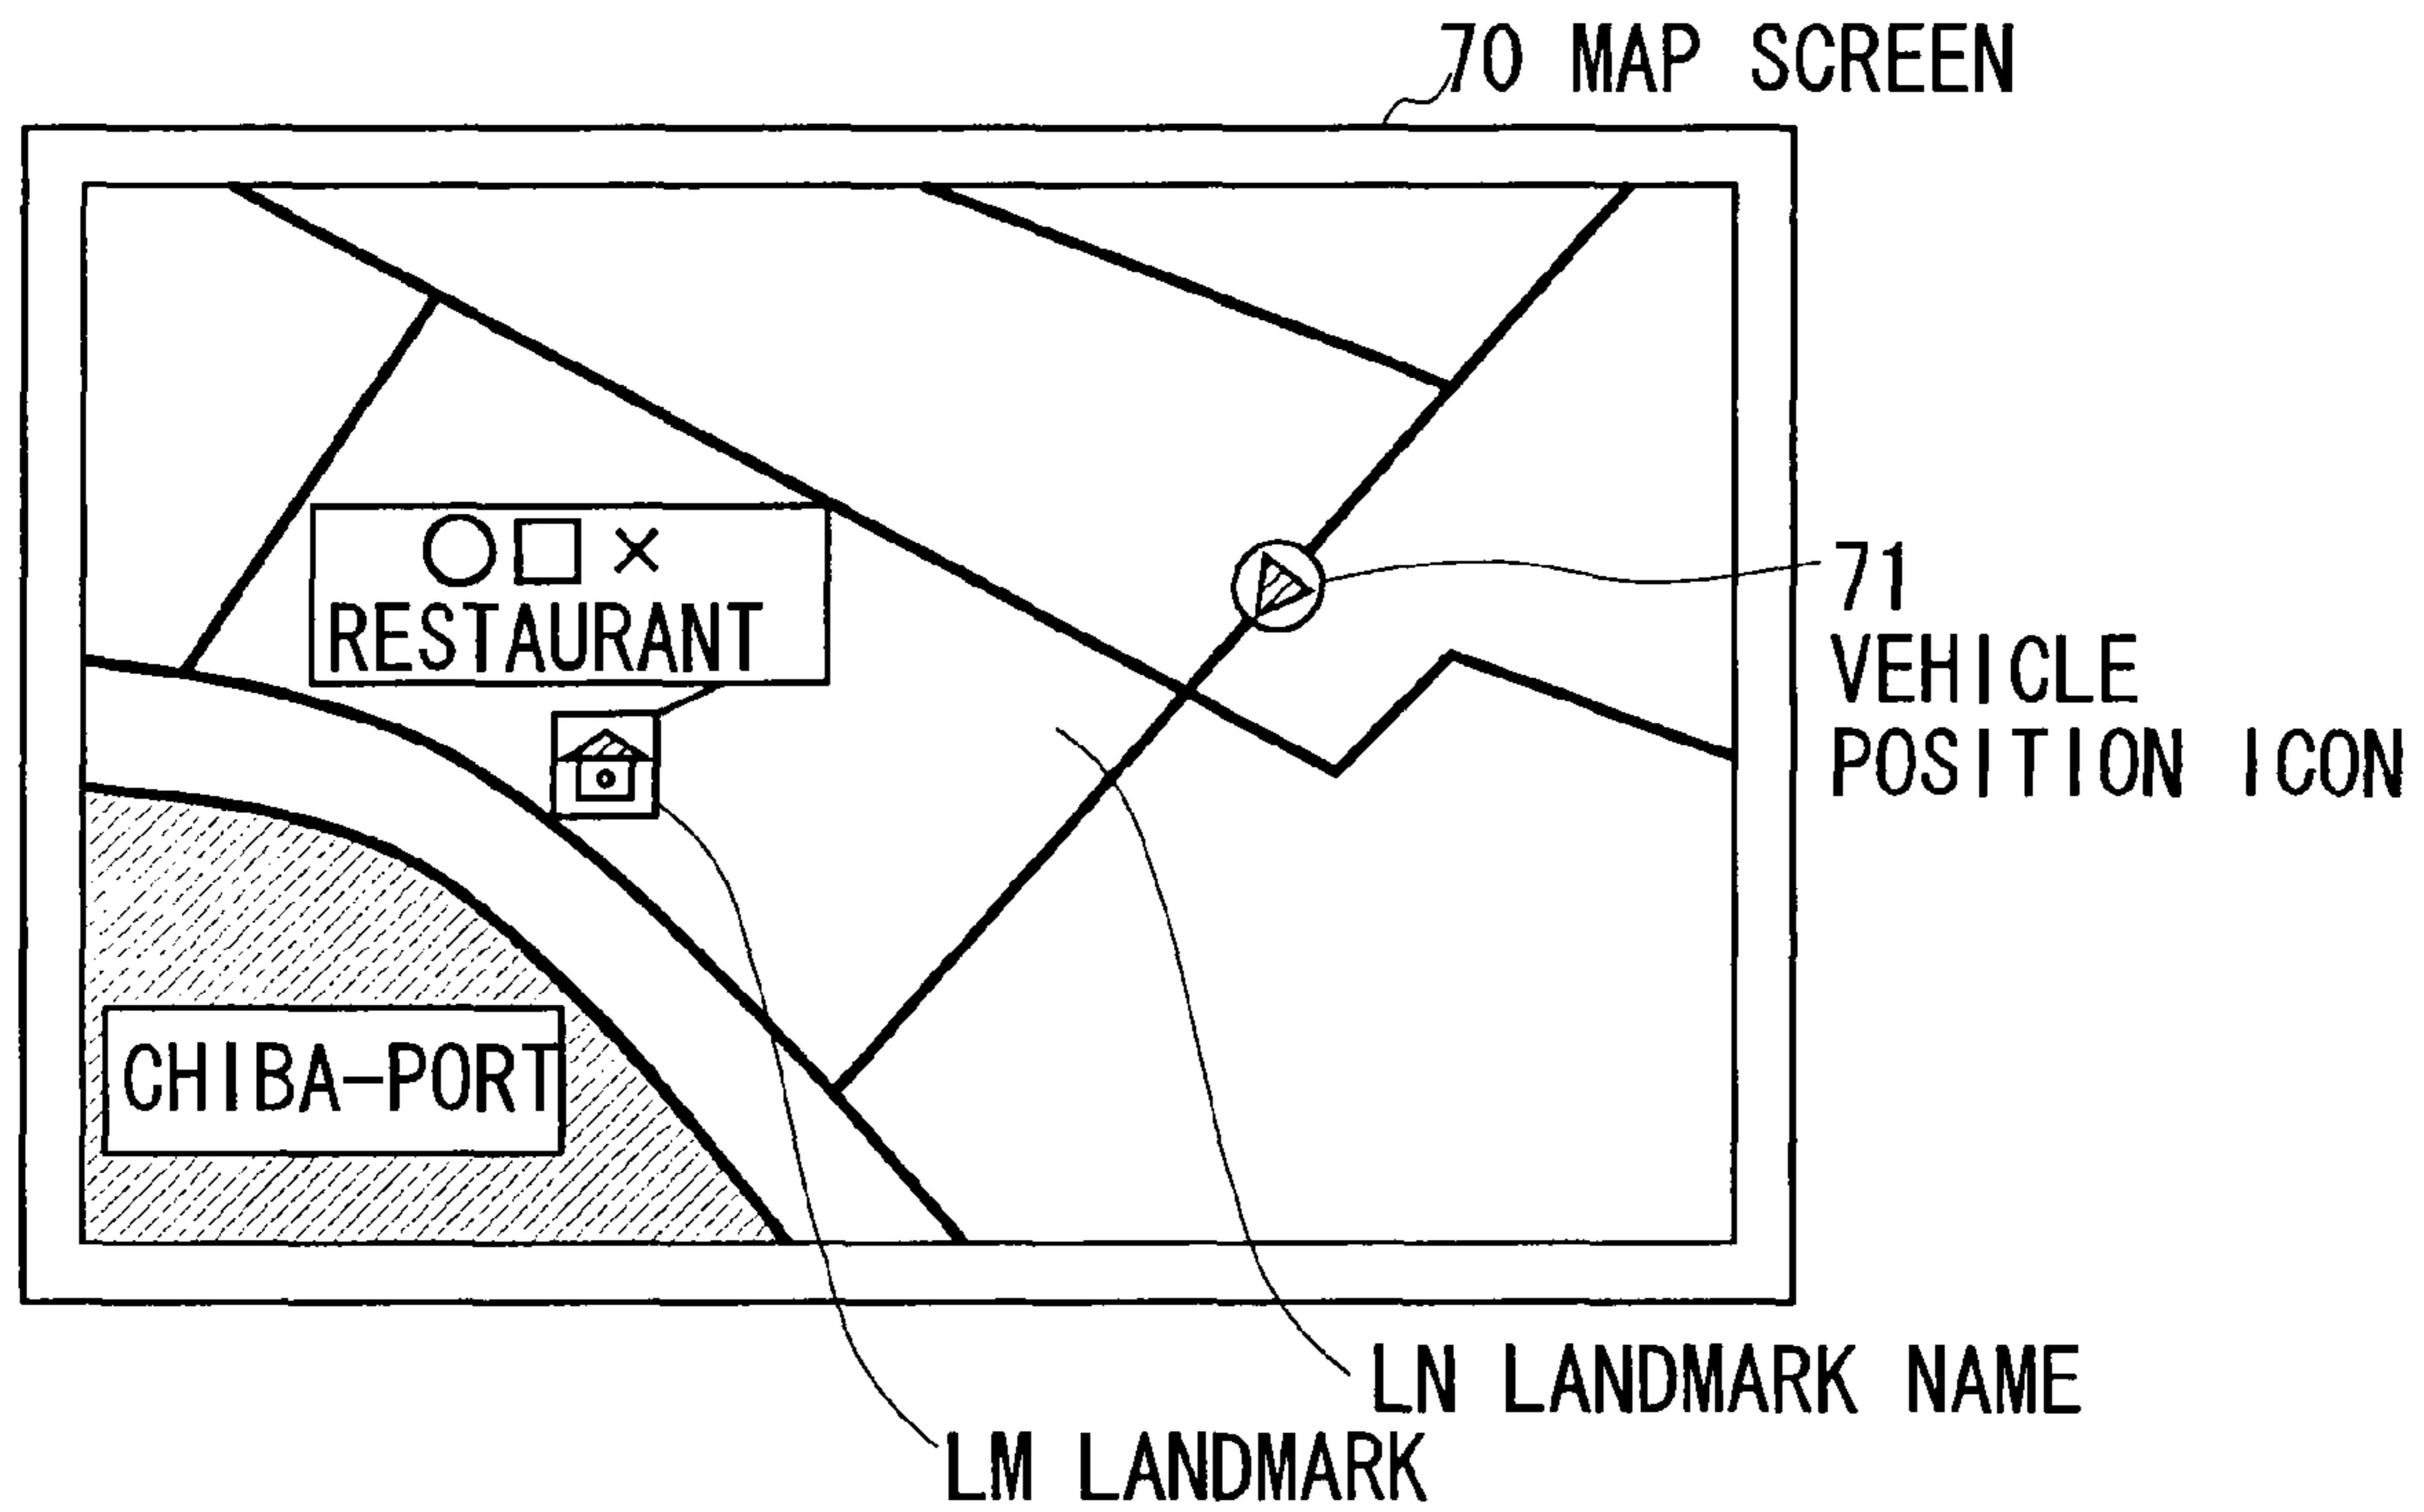 70 MAP SCREEN
○□×
RESTAURANT
71
VEHICLE
POSITION ICON
CHIBA-PORT
LN LANDMARK NAME
LM LANDMARK